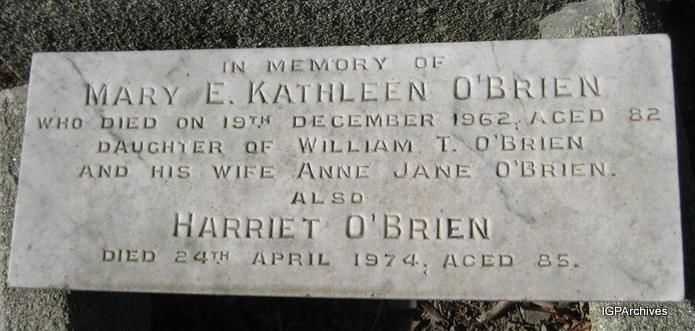 IN MEMORY OF
MARY E. KATHLEEN O'BRIEN
WHO DIED ON 19TH DECEMBER 1962, AGED 82
DAUGHTER OF WILLIAM T. O'BRIEN
AND HIS WIFE ANNE JANE O'BRIEN.
ALSO
HARRIET O'BRIEN
DIED 24TH APRIL 1974, AGED 85.
IGPArchives